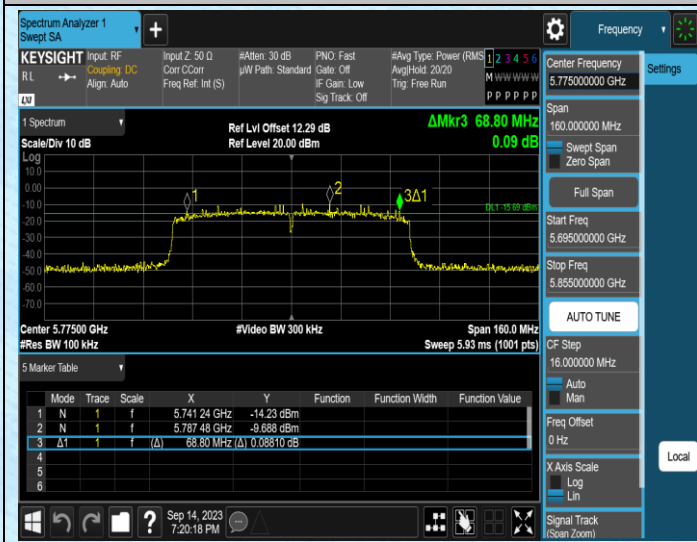 Spectrum Analyzer 1
Swept SA
Frequency
KEYSIGHT
RL
LXI
Input: RF
Coupling: DC
Align: Auto
Input Z: 50 Ω
Corr CCorr
Freq Ref: Int (S)
#Atten: 30 dB
µW Path: Standard
PNO: Fast
Gate: Off
IF Gain: Low
Sig Track: Off
#Avg Type: Power (RMS
Avg|Hold: 20/20
Trig: Free Run
1 2 3 4 5 6
M W W W W W
P P P P P P
1 Spectrum
Scale/Div 10 dB
Ref Lvl Offset 12.29 dB
Ref Level 20.00 dBm
ΔMkr3 68.80 MHz
0.09 dB
Log
10.0
0.00
-10.0
-20.0
-30.0
-40.0
-50.0
-60.0
-70.0
1
2
3Δ1
DL1 -15.69 dBm
Center 5.77500 GHz
#Video BW 300 kHz
Span 160.0 MHz
#Res BW 100 kHz
Sweep 5.93 ms (1001 pts)
5 Marker Table
Mode Trace Scale X Y Function Function Width Function Value
1 N 1 f 5.741 24 GHz -14.23 dBm
2 N 1 f 5.787 48 GHz -9.688 dBm
3 Δ1 1 f (Δ) 68.80 MHz (Δ) 0.08810 dB
4
5
6
Sep 14, 2023
7:20:18 PM
Center Frequency
5.775000000 GHz
Span
160.000000 MHz
Swept Span
Zero Span
Full Span
Start Freq
5.695000000 GHz
Stop Freq
5.855000000 GHz
AUTO TUNE
CF Step
16.000000 MHz
Auto
Man
Freq Offset
0 Hz
X Axis Scale
Log
Lin
Signal Track
(Span Zoom)
Settings
Local